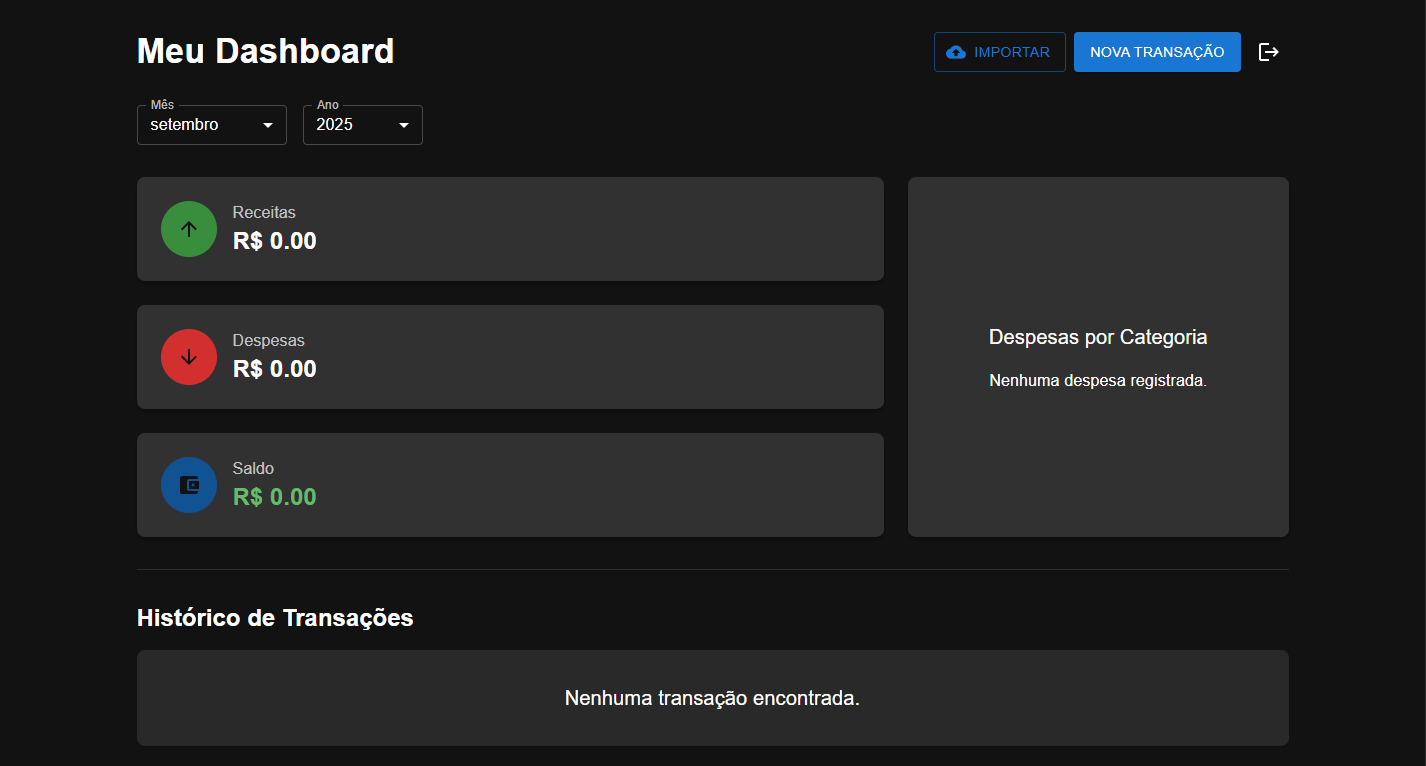 Meu Dashboard
IMPORTAR
NOVA TRANSAÇÃO
Mês
setembro
Ano
2025
Receitas
R$ 0.00
Despesas
R$ 0.00
Saldo
R$ 0.00
Despesas por Categoria
Nenhuma despesa registrada.
Histórico de Transações
Nenhuma transação encontrada.